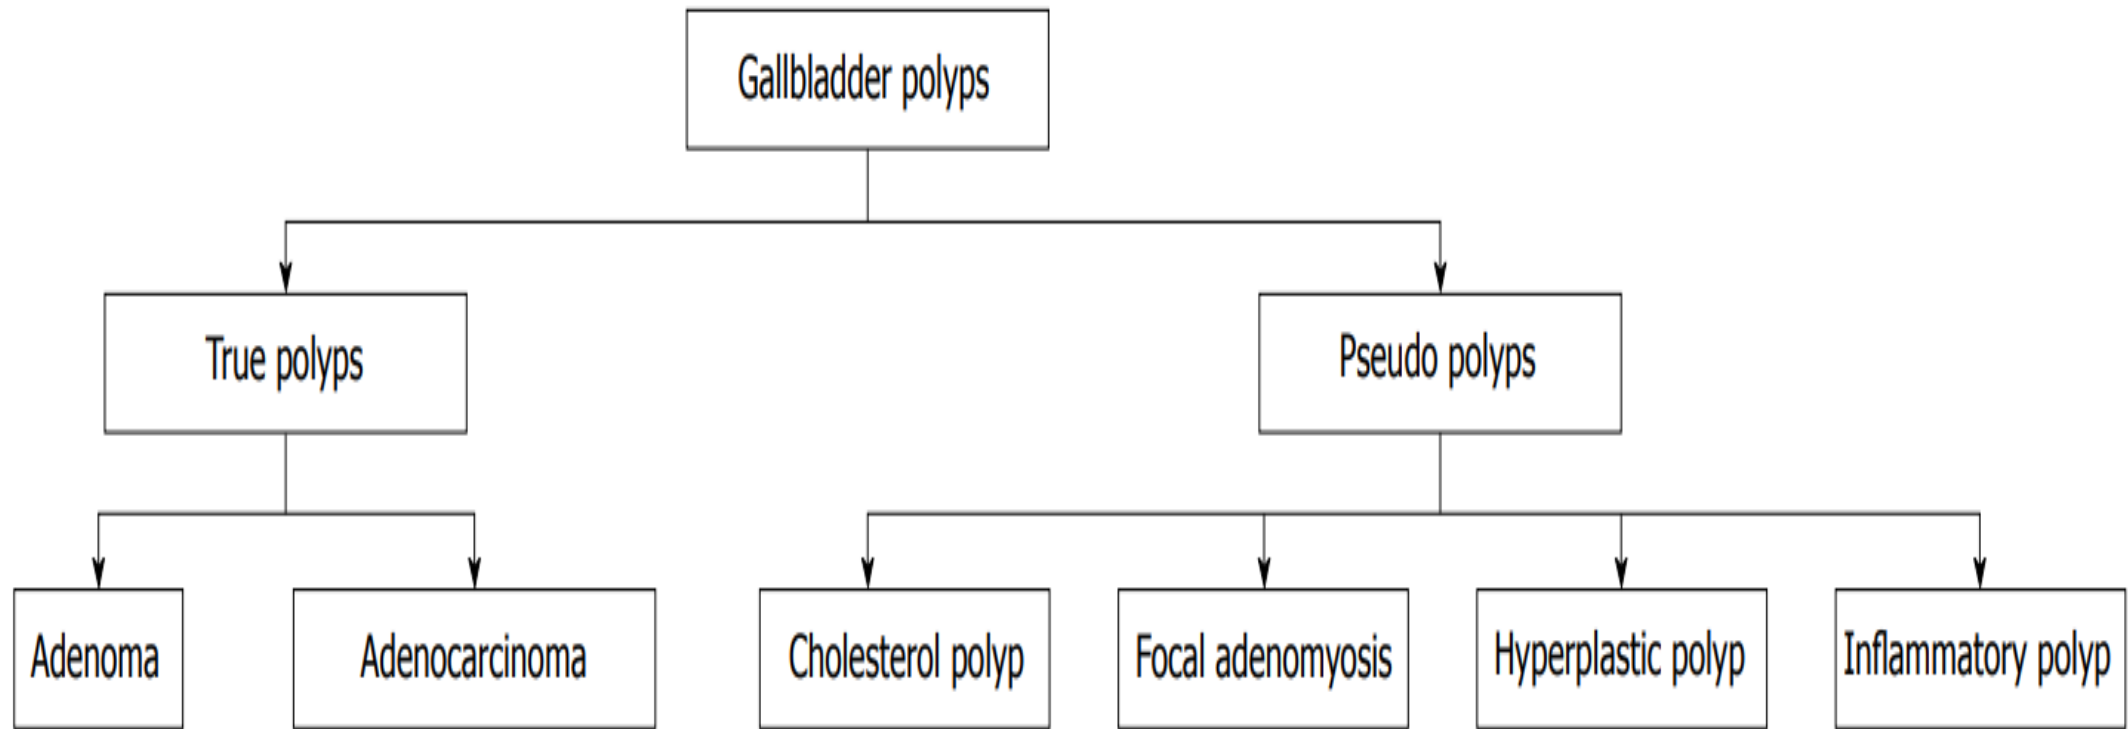 Gallbladder polyps
True polyps
Pseudo polyps
Adenoma
Adenocarcinoma
Cholesterol polyp
Focal adenomyosis
Hyperplastic polyp
Inflammatory polyp